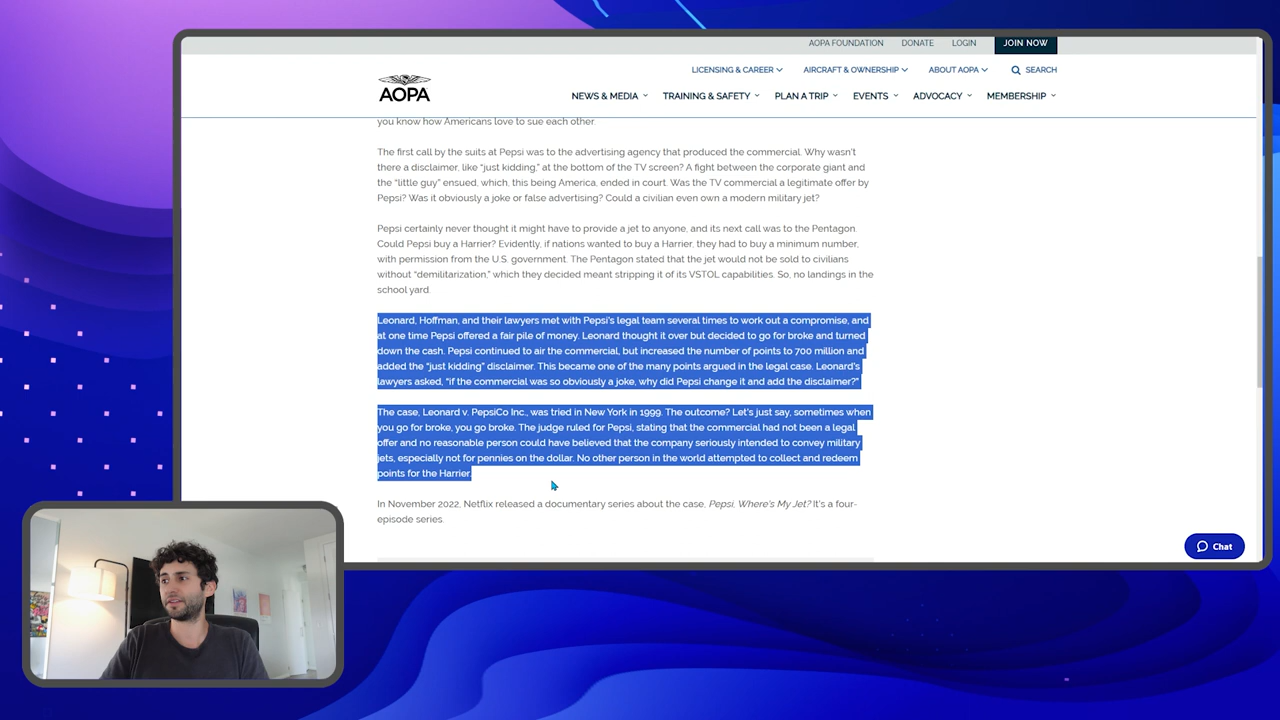 AOPA FOUNDATION DONATE LOGIN JOIN NOW
LICENSING & CAREER AIRCRAFT & OWNERSHIP ABOUT AOPA SEARCH
AOPA
NEWS & MEDIA TRAINING & SAFETY PLAN A TRIP EVENTS ADVOCACY MEMBERSHIP
you know how Americans love to sue each other.
The first call by the suits at Pepsi was to the advertising agency that produced the commercial. Why wasn't
there a disclaimer, like “just kidding,” at the bottom of the TV screen? A fight between the corporate giant and
the “little guy” ensued, which, this being America, ended in court. Was the TV commercial a legitimate offer by
Pepsi? Was it obviously a joke or false advertising? Could a civilian even own a modern military jet?
Pepsi certainly never thought it might have to provide a jet to anyone, and its next call was to the Pentagon.
Could Pepsi buy a Harrier? Evidently, if nations wanted to buy a Harrier, they had to buy a minimum number,
with permission from the U.S. government. The Pentagon stated that the jet would not be sold to civilians
without “demilitarization,” which they decided meant stripping it of its VSTOL capabilities. So, no landings in the
school yard.
Leonard, Hoffman, and their lawyers met with Pepsi's legal team several times to work out a compromise, and
at one time Pepsi offered a fair pile of money. Leonard thought it over but decided to go for broke and turned
down the cash. Pepsi continued to air the commercial, but increased the number of points to 700 million and
added the “just kidding” disclaimer. This became one of the many points argued in the legal case. Leonard's
lawyers asked, “if the commercial was so obviously a joke, why did Pepsi change it and add the disclaimer?”
The case, Leonard v. PepsiCo Inc., was tried in New York in 1999. The outcome? Let's just say, sometimes when
you go for broke, you go broke. The judge ruled for Pepsi, stating that the commercial had not been a legal
offer and no reasonable person could have believed that the company seriously intended to convey military
jets, especially not for pennies on the dollar. No other person in the world attempted to collect and redeem
points for the Harrier.
In November 2022, Netflix released a documentary series about the case, Pepsi, Where's My Jet? It's a four-
episode series.
Chat